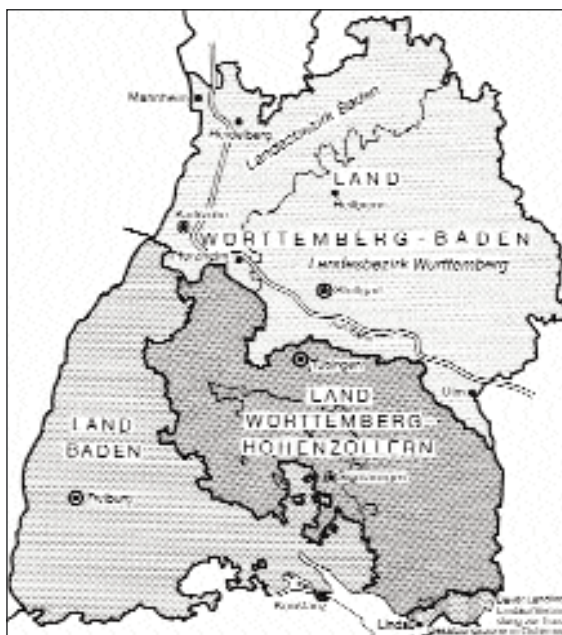 Mannheim
Heidelberg
Landesbezirk Baden
LAND
Heilbronn
Karlsruhe
WÜRTTEMBERG-BADEN
Pforzheim
Landesbezirk Württemberg
Stuttgart
Tübingen
Ulm
LAND
WÜRTTEMBERG-
HOHENZOLLERN
LAND
BADEN
Sigmaringen
Freiburg
Konstanz
Lindau